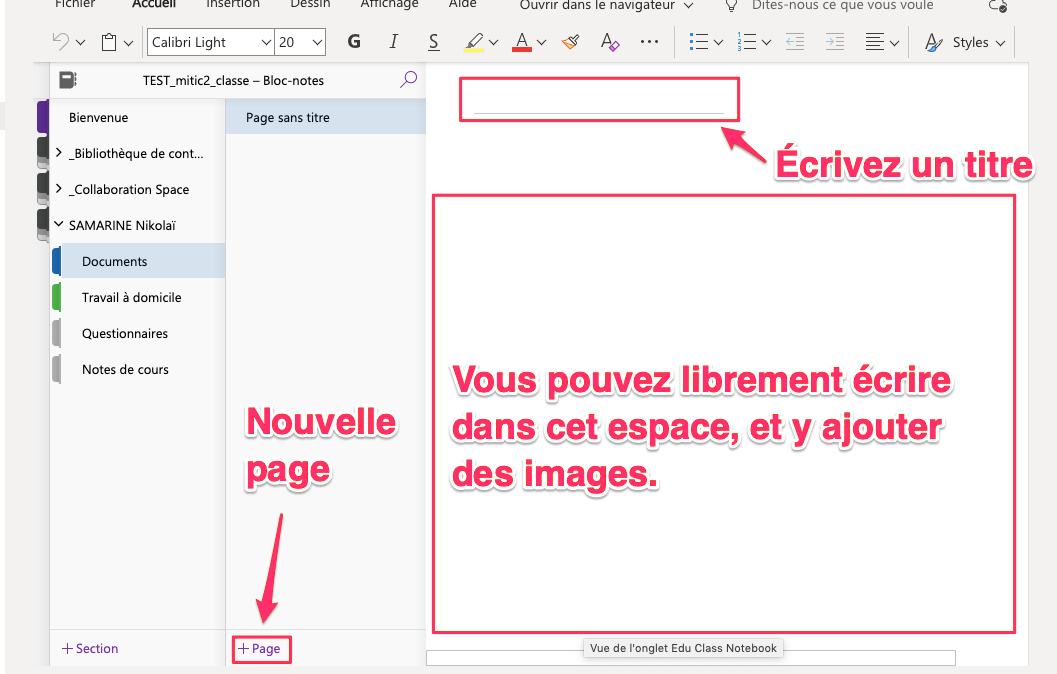 Fichier Accueil Insertion Dessin Affichage Aide Ouvrir dans le navigateur Dites-nous ce que vous voule
Calibri Light 20 G I S A A ... Styles
TEST_mitic2_classe – Bloc-notes
Bienvenue
_Bibliothèque de cont...
_Collaboration Space
SAMARINE Nikolaï
Documents
Travail à domicile
Questionnaires
Notes de cours
+ Section
Page sans titre
Nouvelle
page
+ Page
Écrivez un titre
Vous pouvez librement écrire
dans cet espace, et y ajouter
des images.
Vue de l'onglet Edu Class Notebook